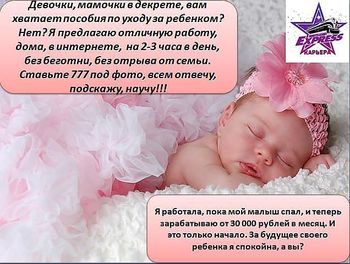 Девочки, мамочки в декрете, вам
хватает пособия по уходу за ребенком?
Нет? Я предлагаю отличную работу,
дома, в интернете, на 2-3 часа в день,
без беготни, без отрыва от семьи.
Ставьте 777 под фото, всем отвечу,
подскажу, научу!!!
EXPRESS
КАРЬЕРА
Я работала, пока мой малыш спал, и теперь
зарабатываю от 30 000 рублей в месяц. И
это только начало. За будущее своего
ребенка я спокойна, а вы?